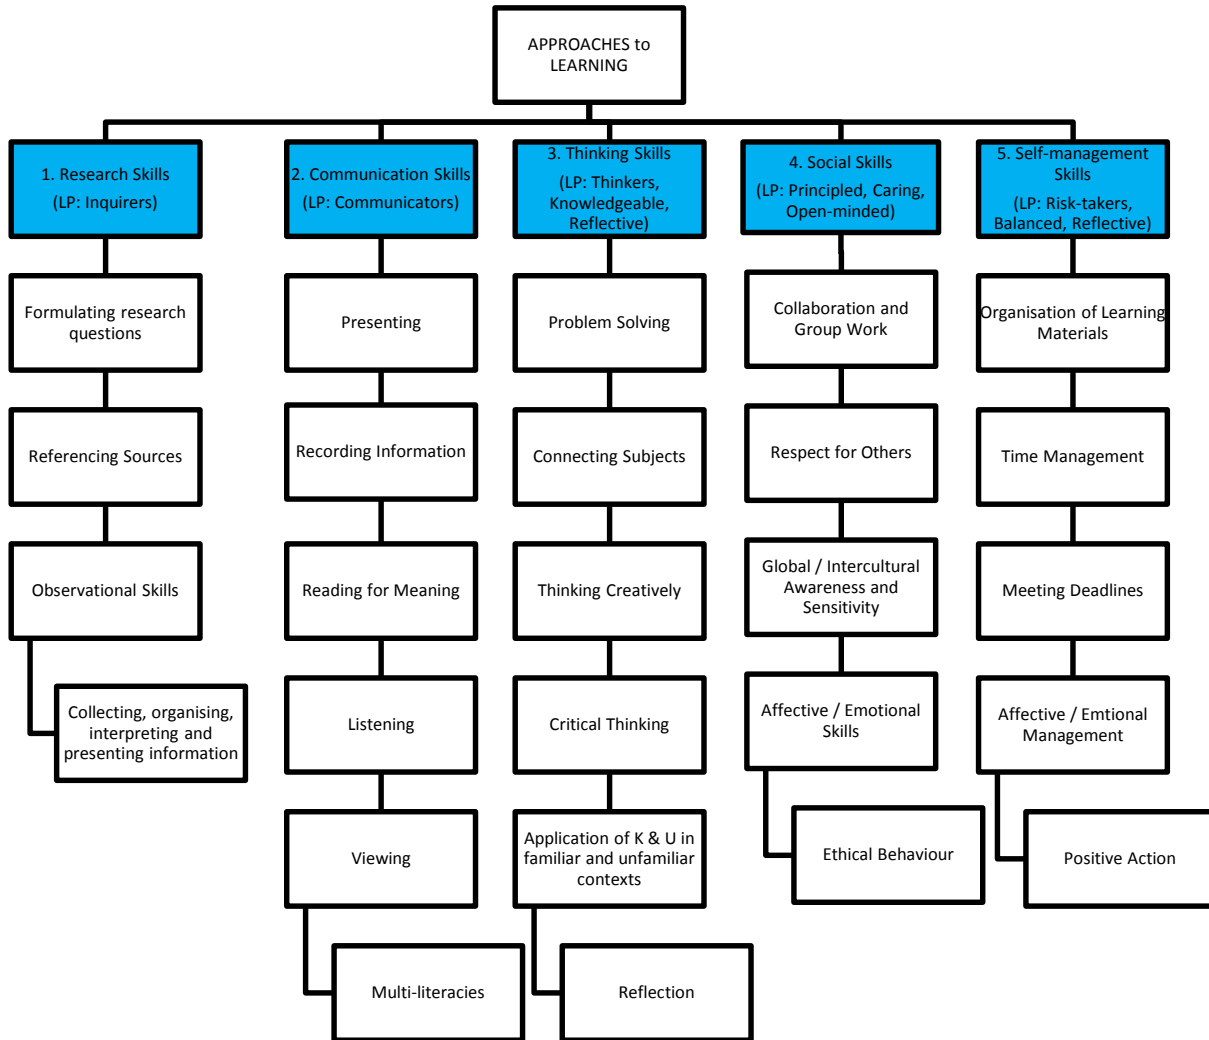 APPROACHES to
LEARNING
1. Research Skills
(LP: Inquirers)
2. Communication Skills
(LP: Communicators)
3. Thinking Skills
(LP: Thinkers,
Knowledgeable,
Reflective)
4. Social Skills
(LP: Principled, Caring,
Open-minded)
5. Self-management
Skills
(LP: Risk-takers,
Balanced, Reflective)
Formulating research
questions
Referencing Sources
Observational Skills
Collecting, organising,
interpreting and
presenting information
Presenting
Recording Information
Reading for Meaning
Listening
Viewing
Multi-literacies
Problem Solving
Connecting Subjects
Thinking Creatively
Critical Thinking
Application of K & U in
familiar and unfamiliar
contexts
Reflection
Collaboration and
Group Work
Respect for Others
Global / Intercultural
Awareness and
Sensitivity
Affective / Emotional
Skills
Ethical Behaviour
Organisation of Learning
Materials
Time Management
Meeting Deadlines
Affective / Emtional
Management
Positive Action